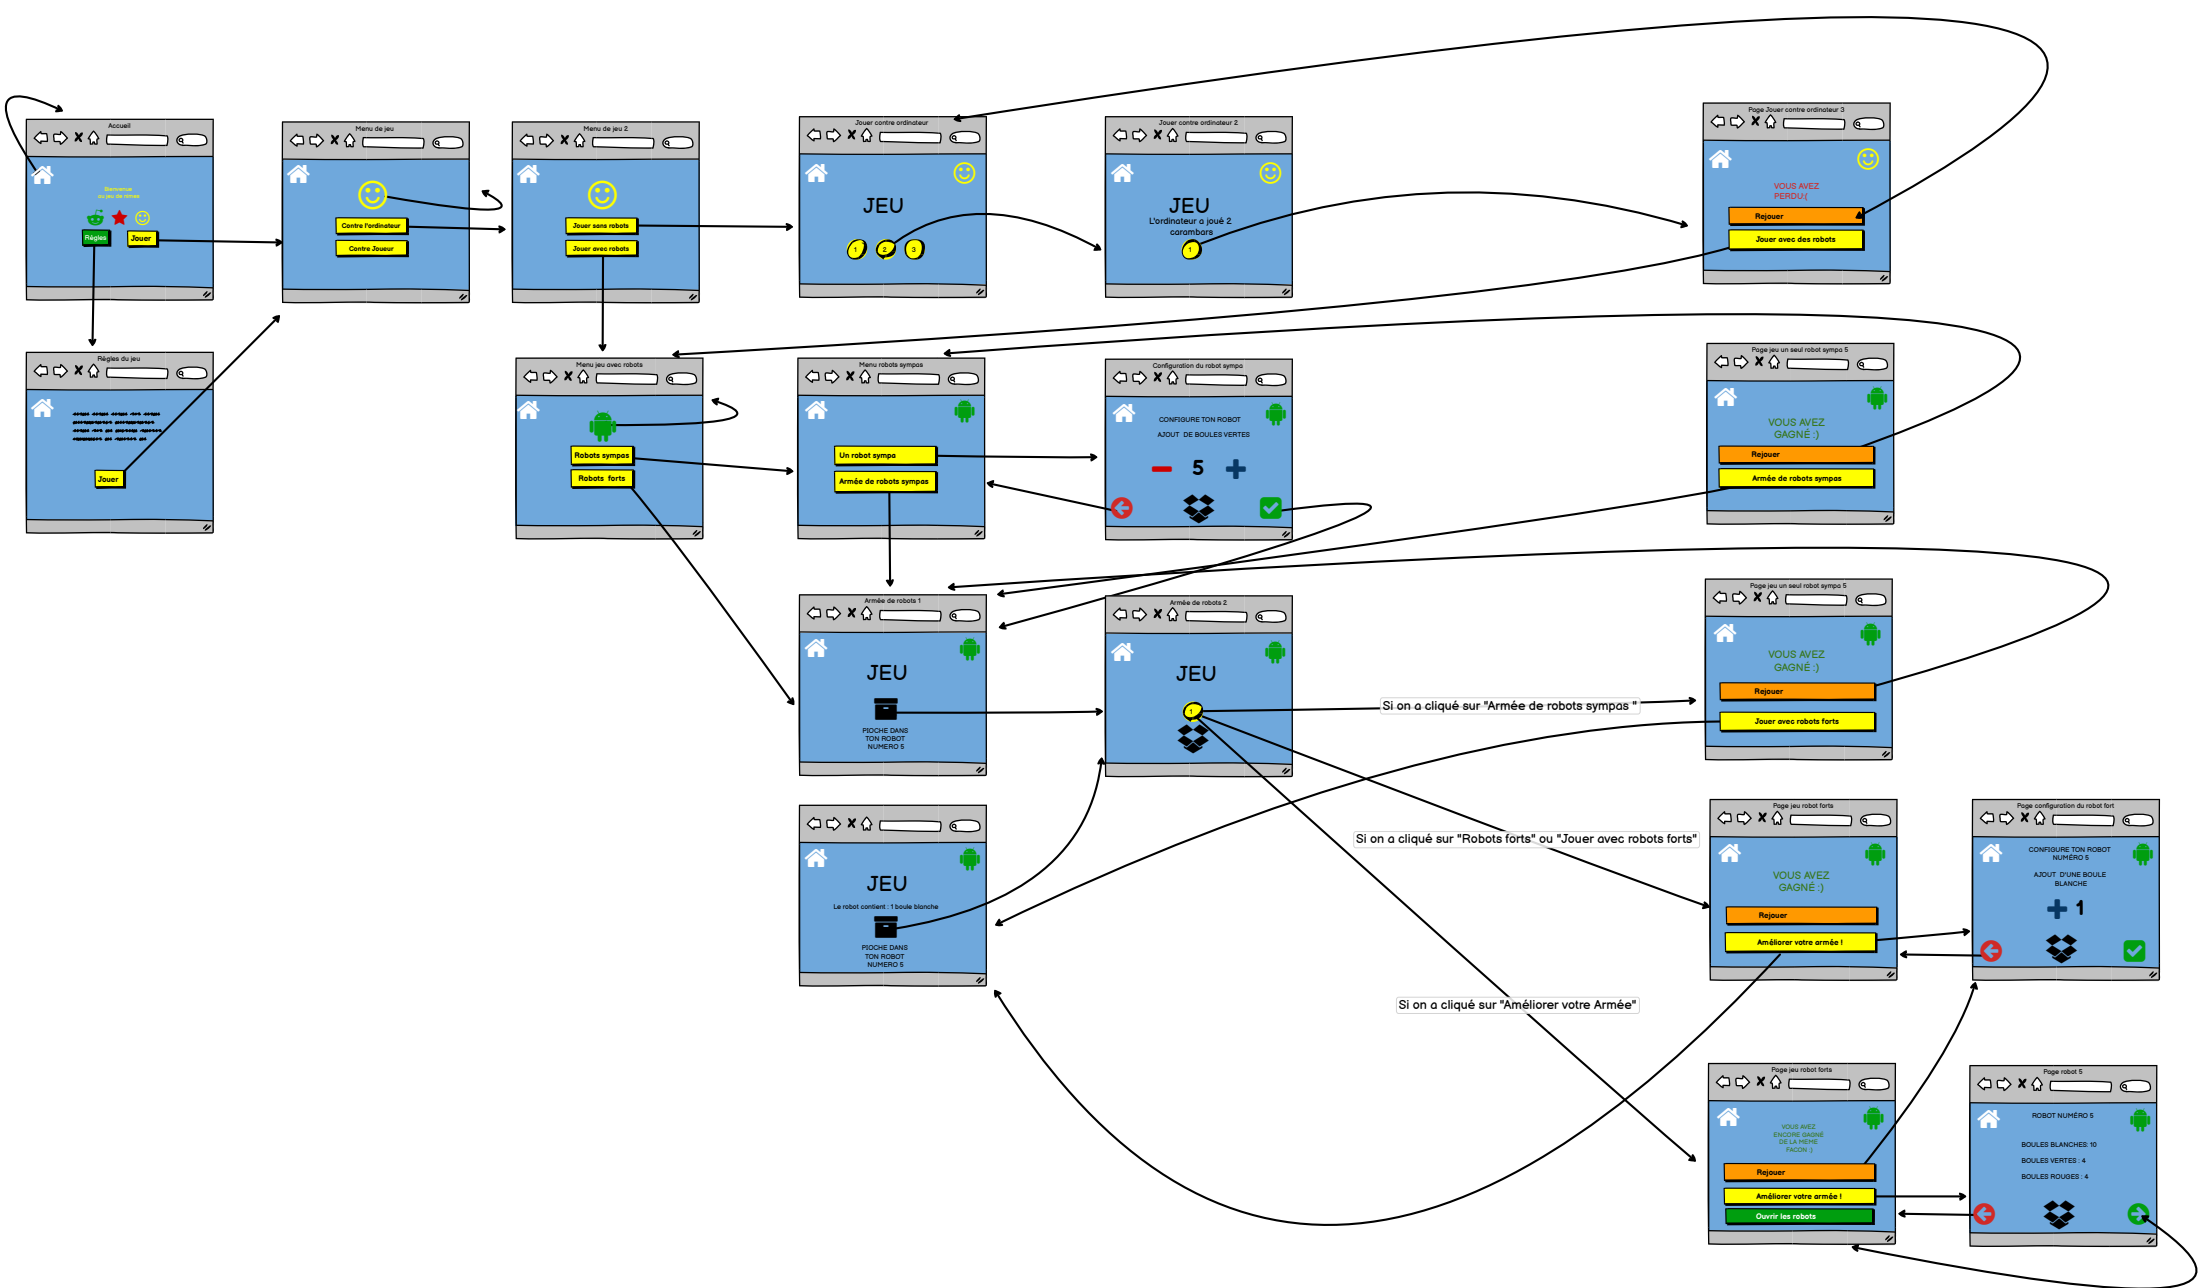 Accueil
Bienvenue
au jeu de nimes
Règles
Jouer
Menu de jeu
Contre l'ordinateur
Contre Joueur
Menu de jeu 2
Jouer sans robots
Jouer avec robots
Jouer contre ordinateur
JEU
1
2
3
Jouer contre ordinateur 2
JEU
L'ordinateur a joué 2
carambars
1
Page Jouer contre ordinateur 3
VOUS AVEZ
PERDU:(
Rejouer
Jouer avec des robots
Règles du jeu
Jouer
Menu jeu avec robots
Robots sympas
Robots forts
Menu robots sympas
Un robot sympa
Armée de robots sympas
Configuration du robot sympa
CONFIGURE TON ROBOT
AJOUT DE BOULES VERTES
5
Page jeu un seul robot sympa 5
VOUS AVEZ
GAGNÉ :)
Rejouer
Armée de robots sympas
Armée de robots 1
JEU
PIOCHE DANS
TON ROBOT
NUMERO 5
Armée de robots 2
JEU
1
Si on a cliqué sur "Armée de robots sympas "
Page jeu un seul robot sympa 5
VOUS AVEZ
GAGNÉ :)
Rejouer
Jouer avec robots forts
JEU
Le robot contient : 1 boule blanche
PIOCHE DANS
TON ROBOT
NUMERO 5
Si on a cliqué sur "Robots forts" ou "Jouer avec robots forts"
Page jeu robot forts
VOUS AVEZ
GAGNÉ :)
Rejouer
Améliorer votre armée !
Page configuration du robot fort
CONFIGURE TON ROBOT
NUMÉRO 5
AJOUT D'UNE BOULE
BLANCHE
1
Si on a cliqué sur "Améliorer votre Armée"
Page jeu robot forts
VOUS AVEZ
ENCORE GAGNÉ
DE LA MEME
FACON :)
Rejouer
Améliorer votre armée !
Ouvrir les robots
Page robot 5
ROBOT NUMÉRO 5
BOULES BLANCHES: 10
BOULES VERTES : 4
BOULES ROUGES : 4